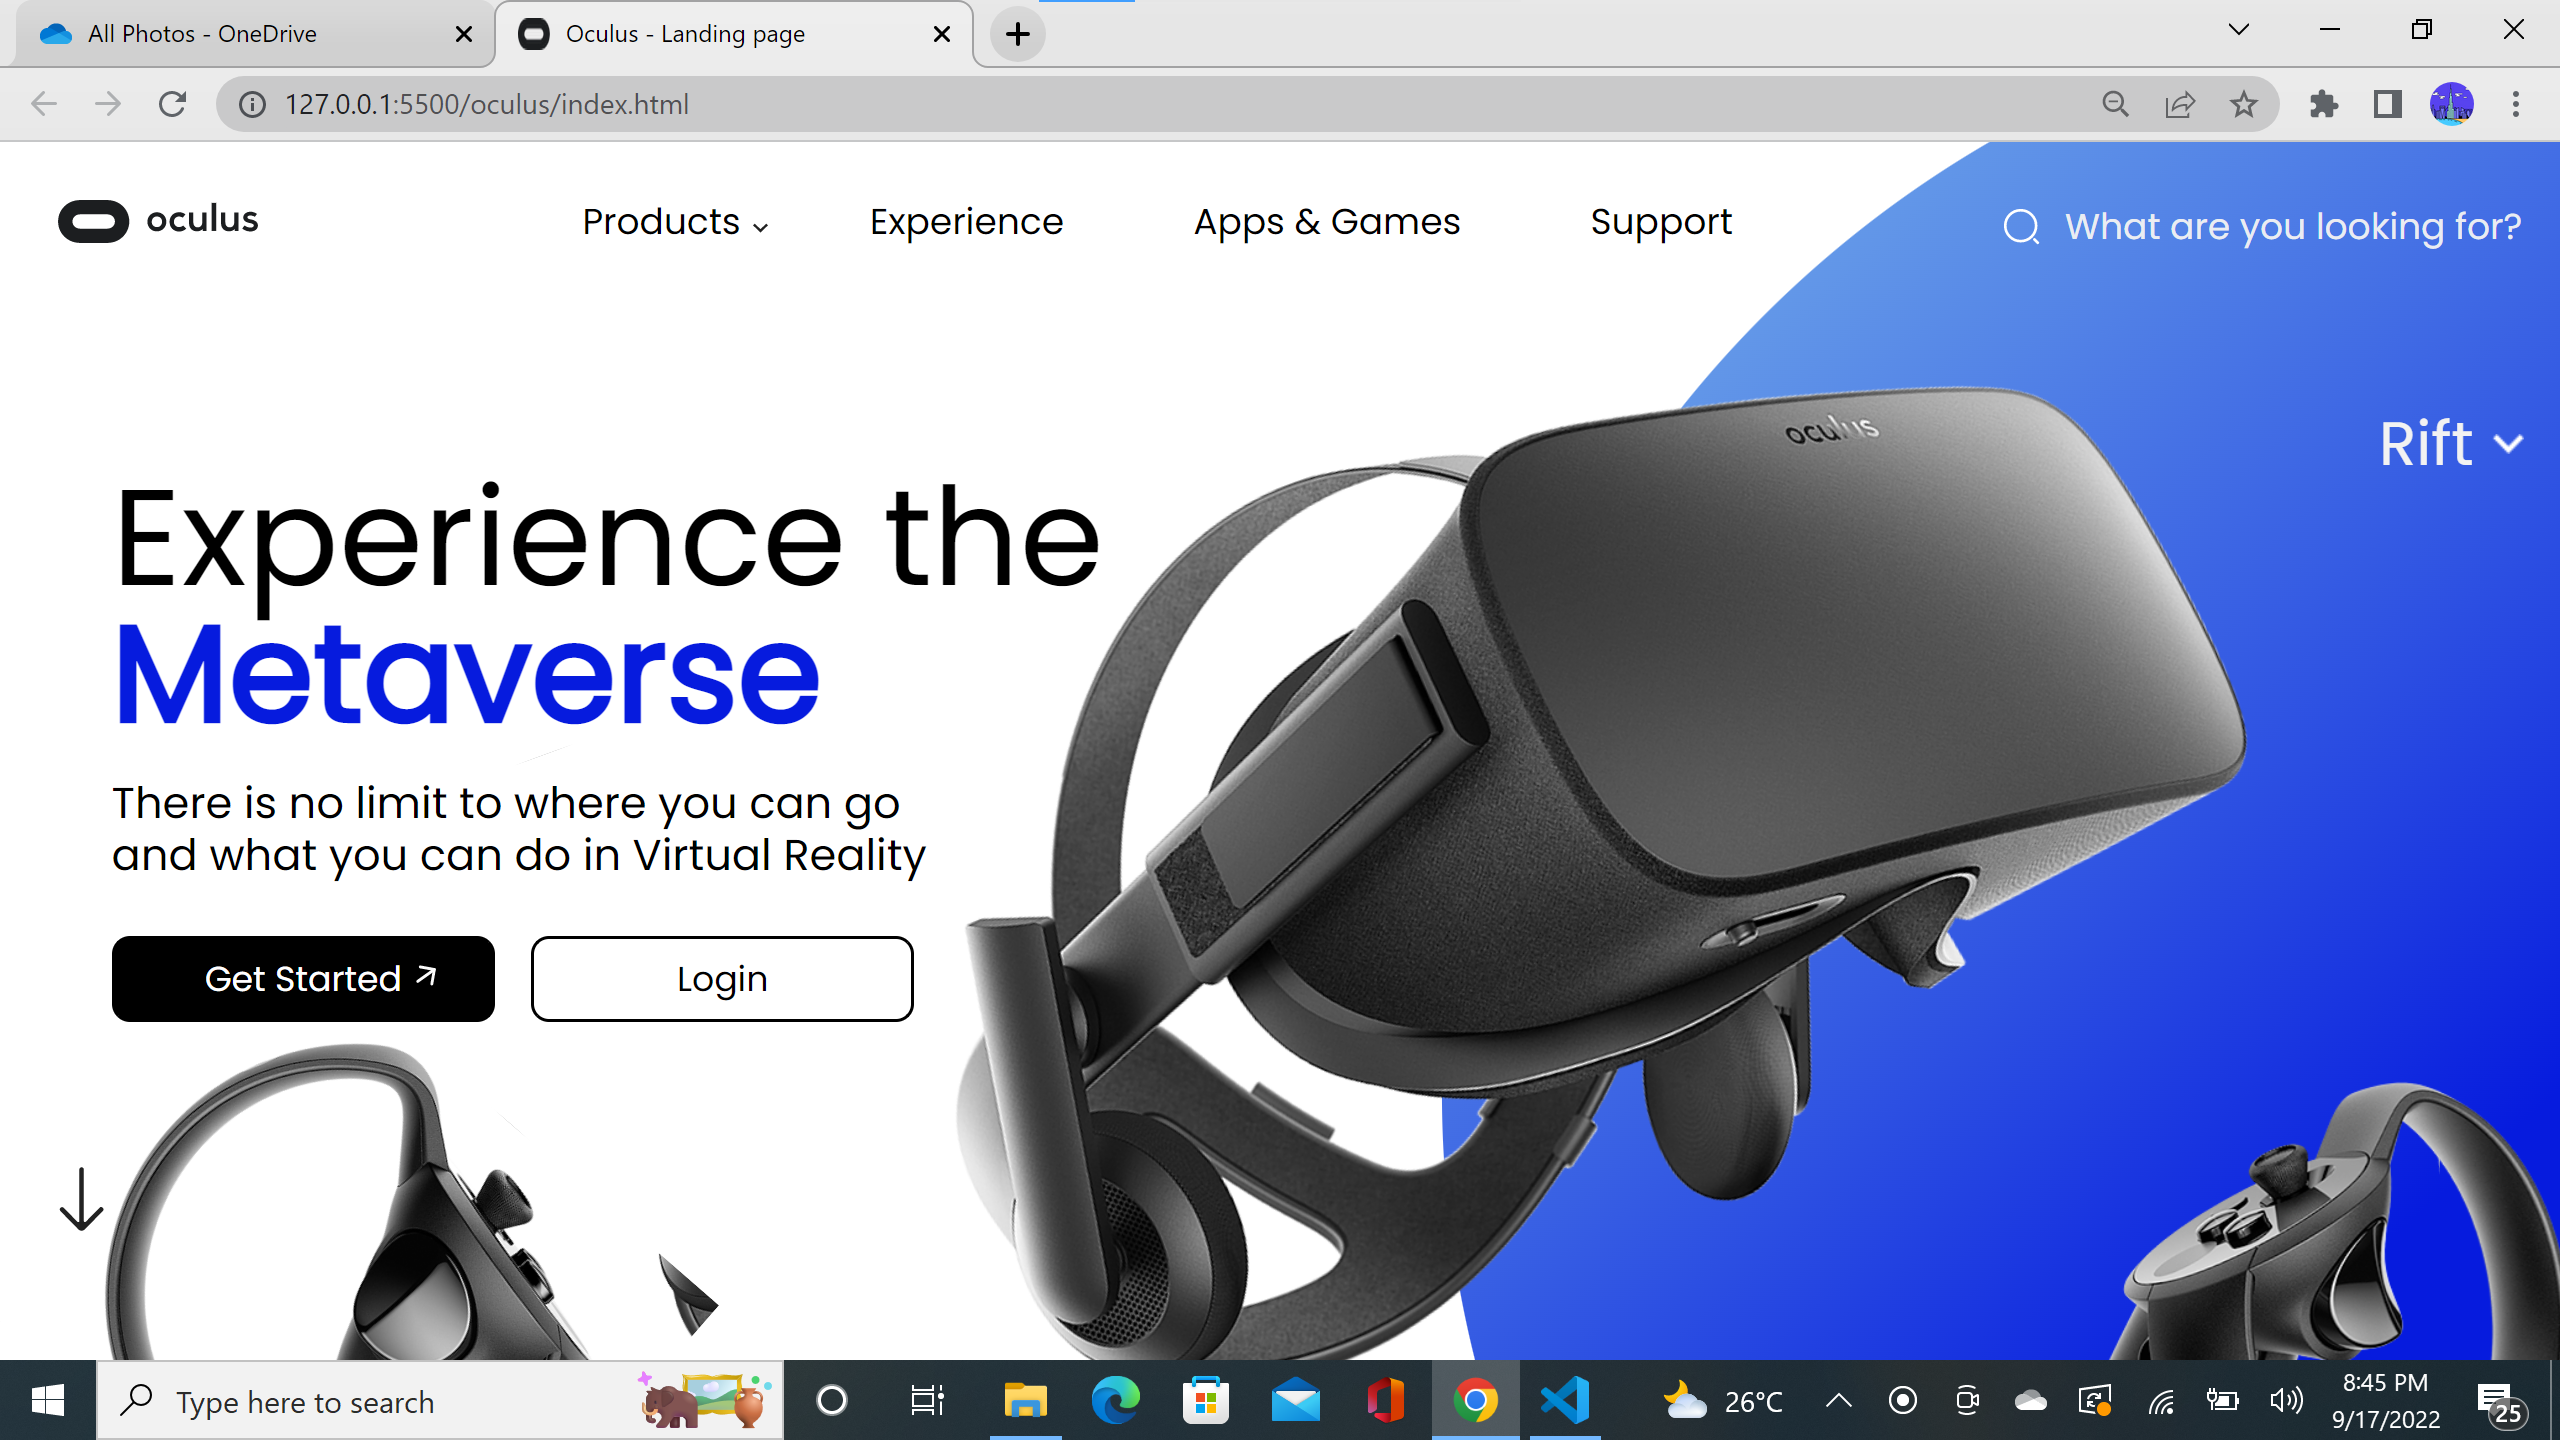 All Photos - OneDrive
Oculus - Landing page
127.0.0.1:5500/oculus/index.html
oculus
Products
Experience
Apps & Games
Support
What are you looking for?
oculus
Rift
Experience the
Metaverse
There is no limit to where you can go
and what you can do in Virtual Reality
Get Started
Login
Type here to search
26°C
8:45 PM
9/17/2022
25